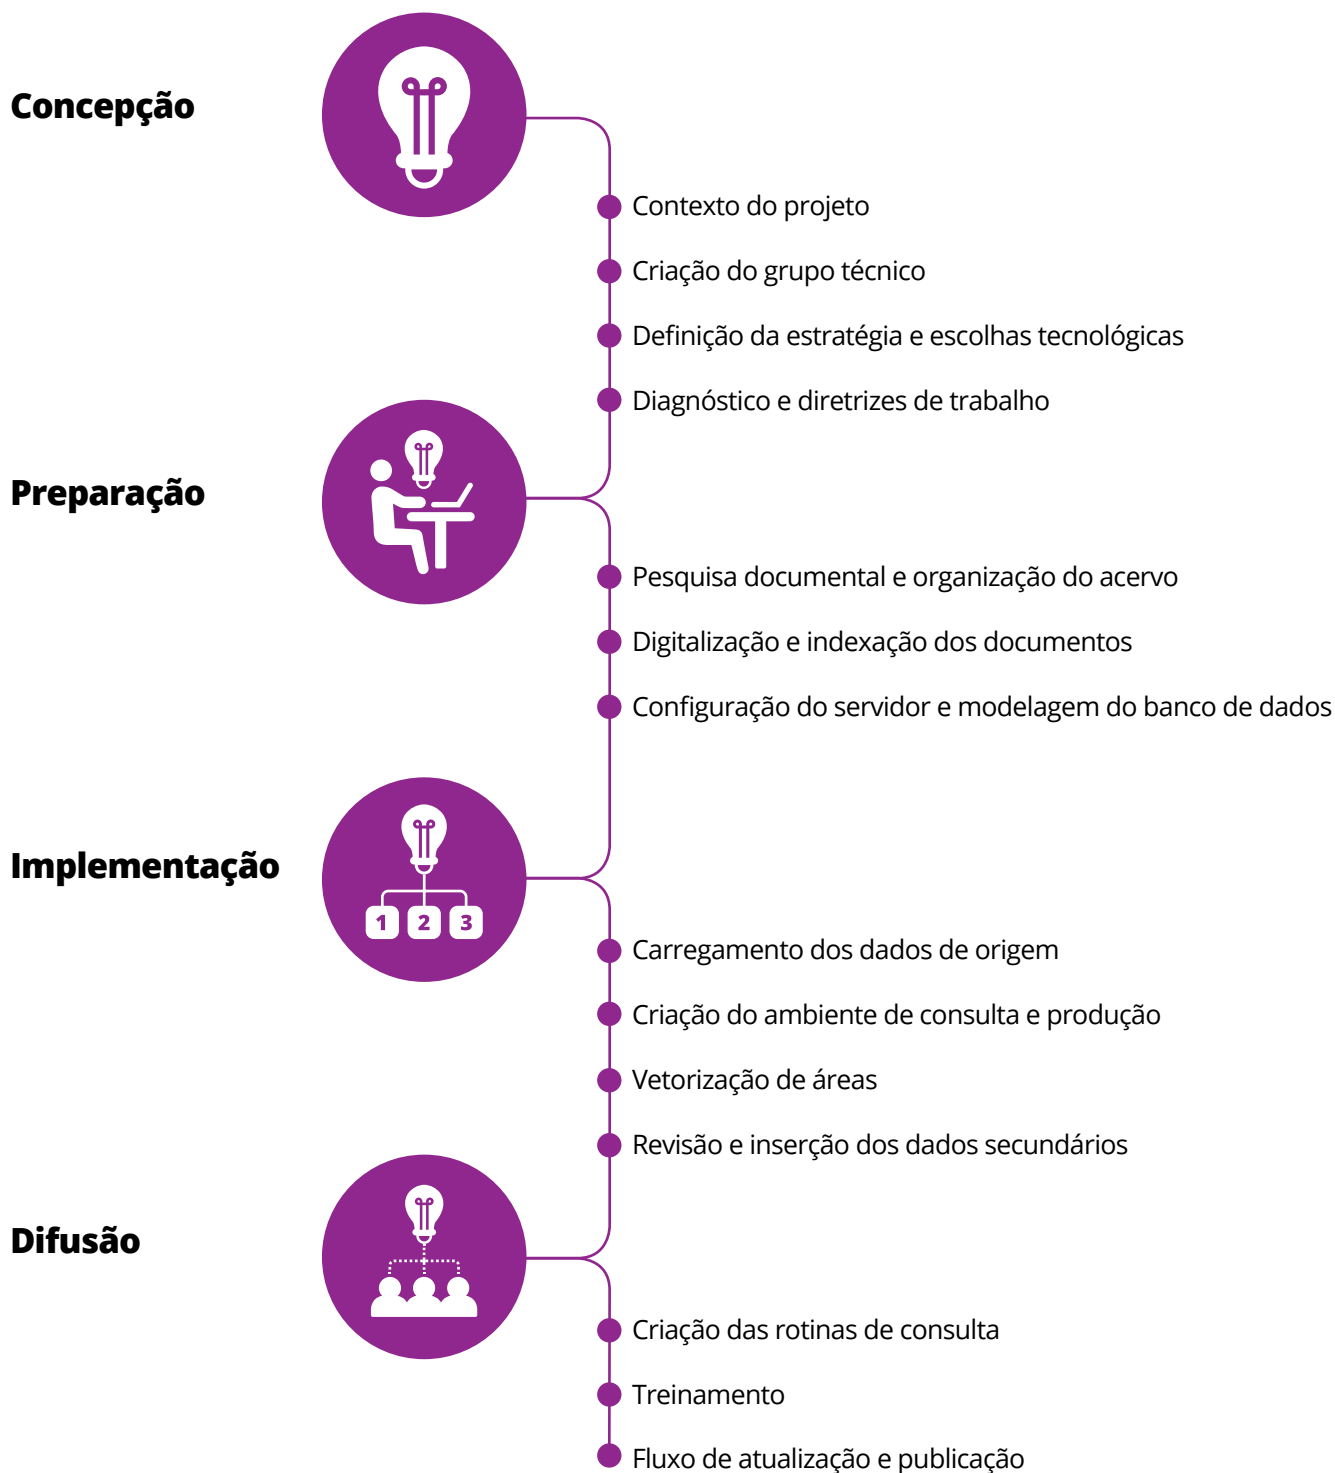 Concepção
Contexto do projeto
Criação do grupo técnico
Definição da estratégia e escolhas tecnológicas
Diagnóstico e diretrizes de trabalho
Preparação
Pesquisa documental e organização do acervo
Digitalização e indexação dos documentos
Configuração do servidor e modelagem do banco de dados
Implementação
1 2 3
Carregamento dos dados de origem
Criação do ambiente de consulta e produção
Vetorização de áreas
Revisão e inserção dos dados secundários
Difusão
Criação das rotinas de consulta
Treinamento
Fluxo de atualização e publicação